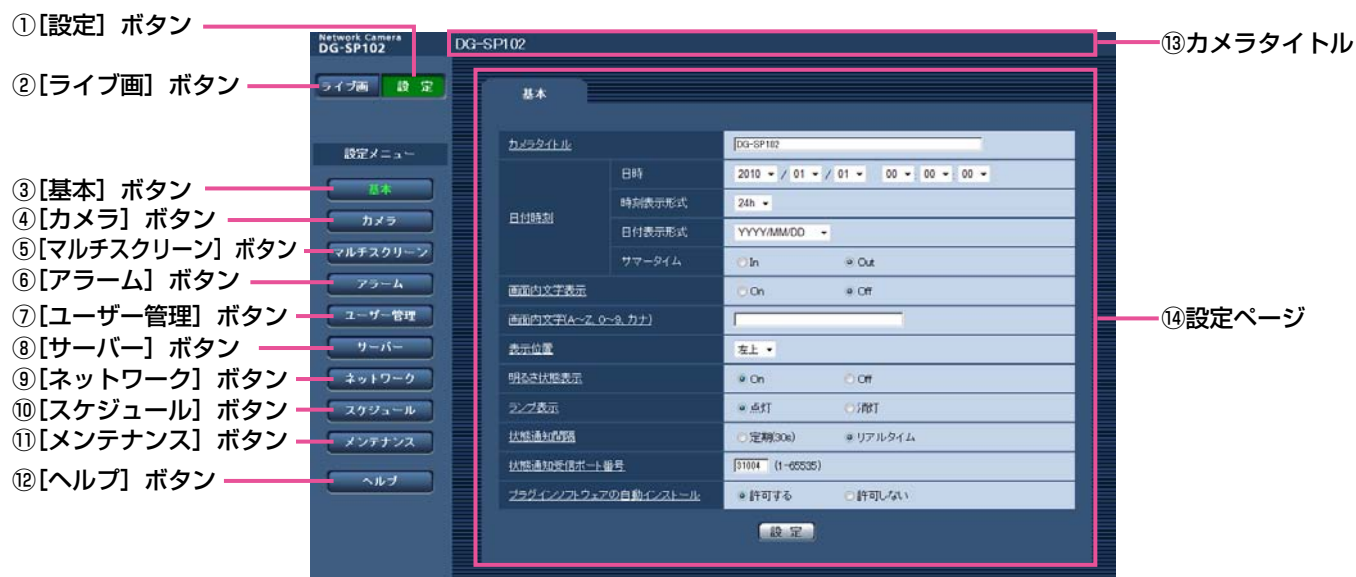 ①[設定] ボタン
②[ライブ画] ボタン
③[基本] ボタン
④[カメラ] ボタン
⑤[マルチスクリーン] ボタン
⑥[アラーム] ボタン
⑦[ユーザー管理] ボタン
⑧[サーバー] ボタン
⑨[ネットワーク] ボタン
⑩[スケジュール] ボタン
⑪[メンテナンス] ボタン
⑫[ヘルプ] ボタン
Network Camera
DG-SP102
ライブ画 設 定
設定メニュー
基本
カメラ
マルチスクリーン
アラーム
ユーザー管理
サーバー
ネットワーク
スケジュール
メンテナンス
ヘルプ
DG-SP102
基本
カメラタイトル DG-SP102
日付時刻
日時 2010 / 01 / 01 00 : 00 : 00
時刻表示形式 24h
日付表示形式 YYYY/MM/DD
サマータイム In Out
画面内文字表示 On Off
画面内文字(A~Z, 0~9, カナ)
表示位置 左上
明るさ状態表示 On Off
ランプ表示 点灯 消灯
状態通知間隔 定期(30s) リアルタイム
状態通知受信ポート番号 31004 (1-65535)
プラグインソフトウェアの自動インストール 許可する 許可しない
設 定
⑬カメラタイトル
⑭設定ページ